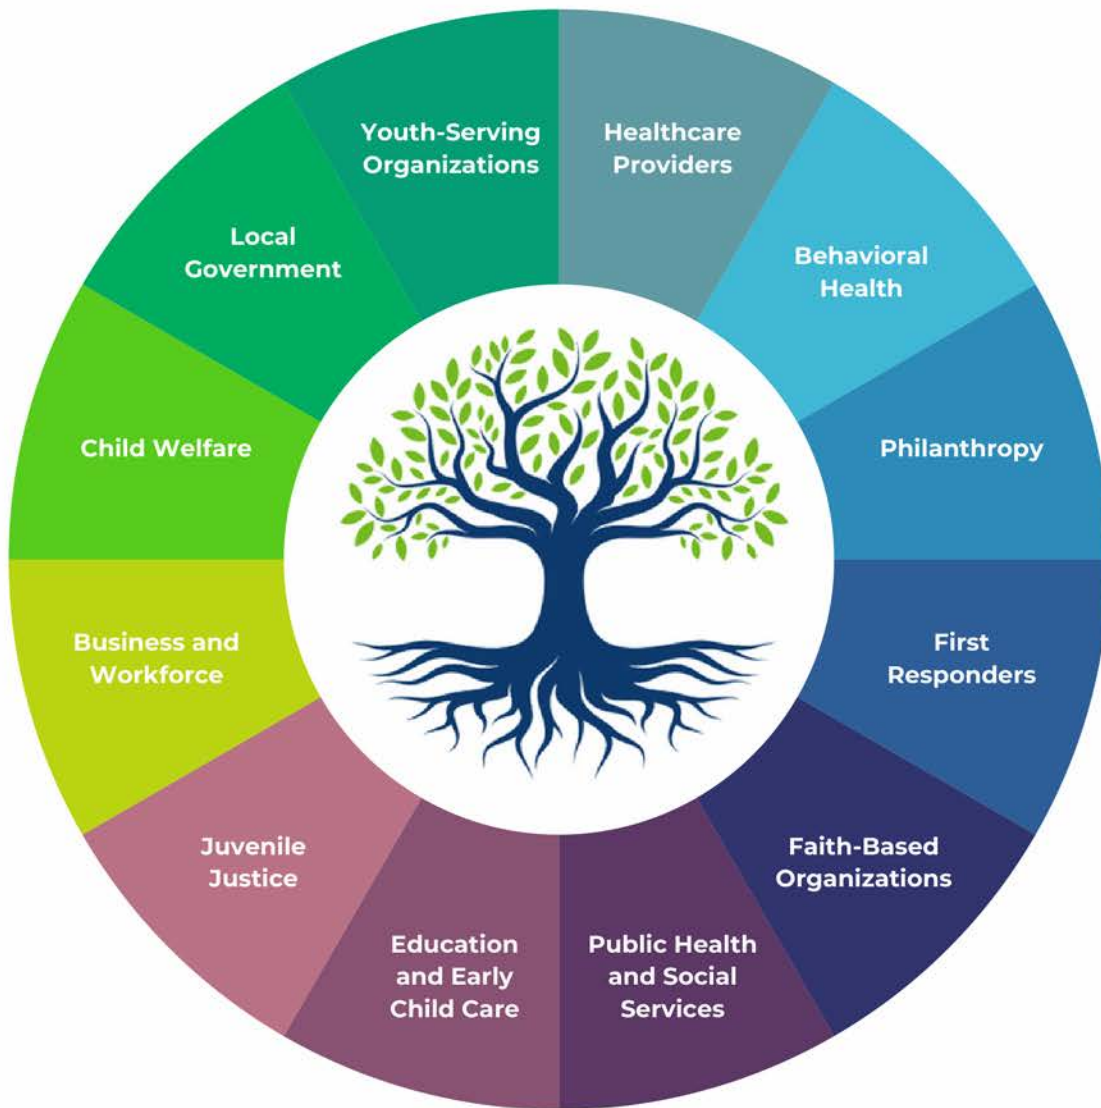 Youth-Serving
Organizations
Healthcare
Providers
Behavioral
Health
Philanthropy
First
Responders
Faith-Based
Organizations
Public Health
and Social
Services
Education
and Early
Child Care
Juvenile
Justice
Business and
Workforce
Child Welfare
Local
Government